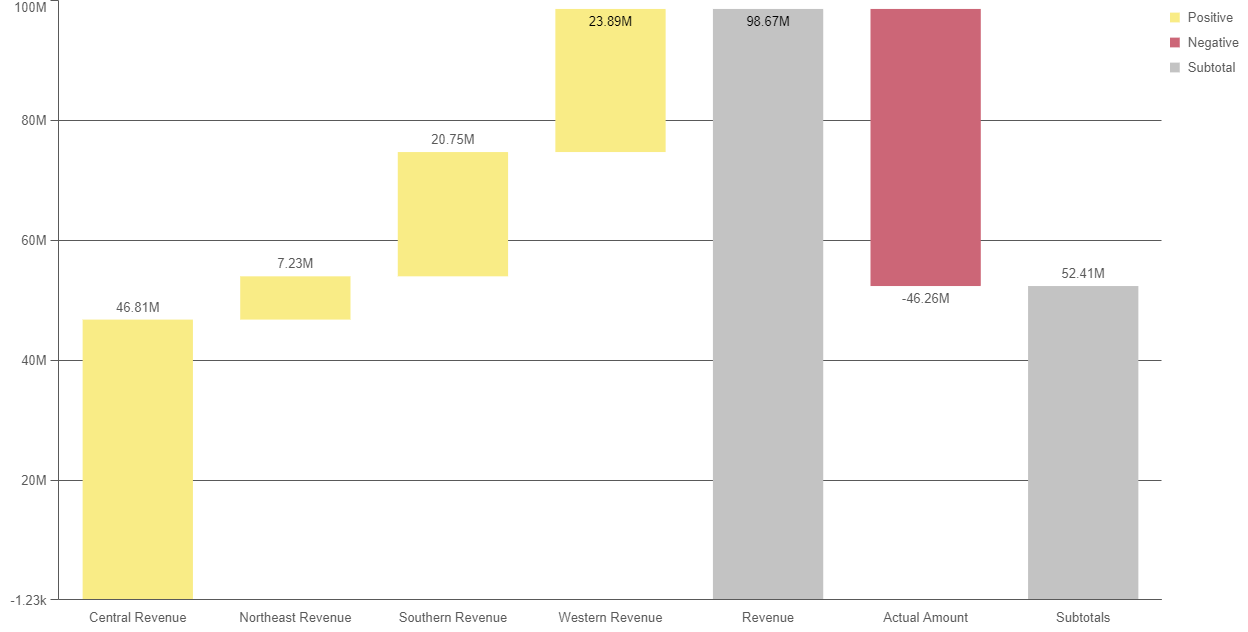 100M
80M
60M
40M
20M
-1.23k
46.81M
7.23M
20.75M
23.89M
98.67M
-46.26M
52.41M
Central Revenue
Northeast Revenue
Southern Revenue
Western Revenue
Revenue
Actual Amount
Subtotals
Positive
Negative
Subtotal